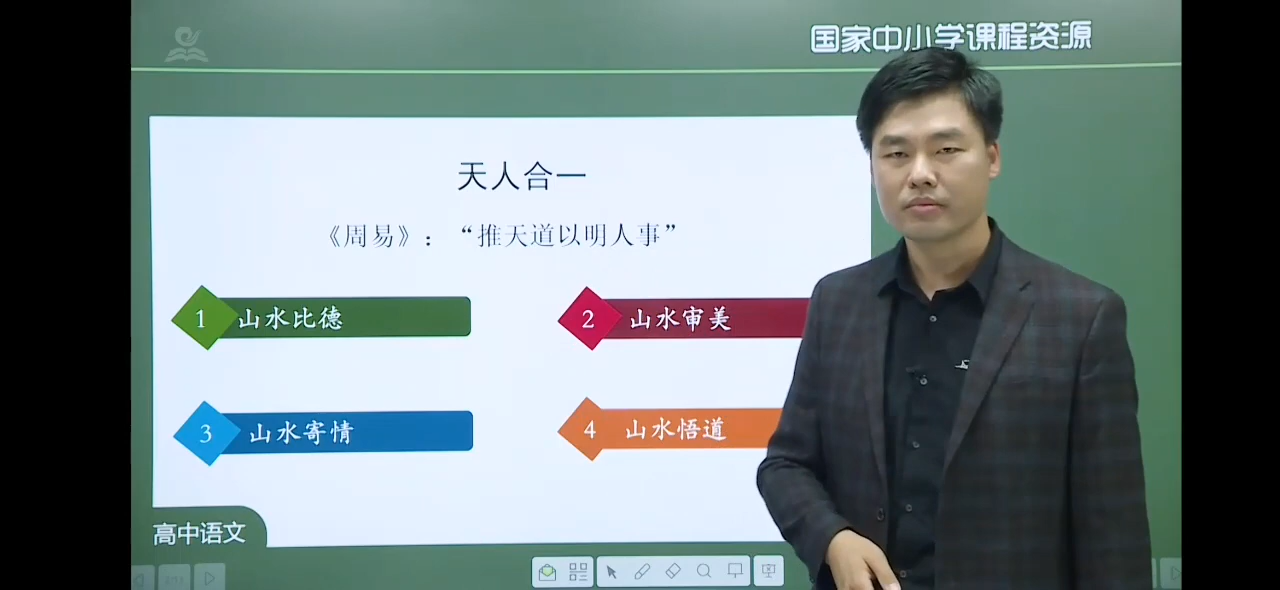 国家中小学课程资源
天人合一
《周易》：“推天道以明人事”
1 山水比德
2 山水审美
3 山水寄情
4 山水悟道
高中语文